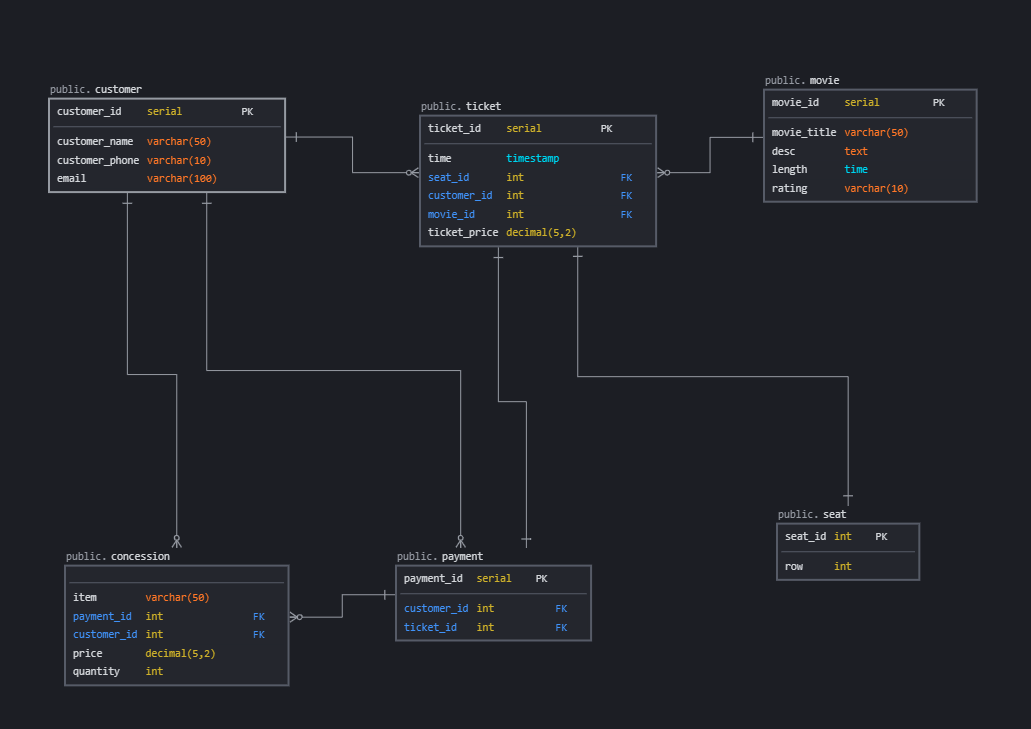 public. customer
customer_id serial PK
customer_name varchar(50)
customer_phone varchar(10)
email varchar(100)
public. ticket
ticket_id serial PK
time timestamp
seat_id int FK
customer_id int FK
movie_id int FK
ticket_price decimal(5,2)
public. movie
movie_id serial PK
movie_title varchar(50)
desc text
length time
rating varchar(10)
public. concession
item varchar(50)
payment_id int FK
customer_id int FK
price decimal(5,2)
quantity int
public. payment
payment_id serial PK
customer_id int FK
ticket_id int FK
public. seat
seat_id int PK
row int